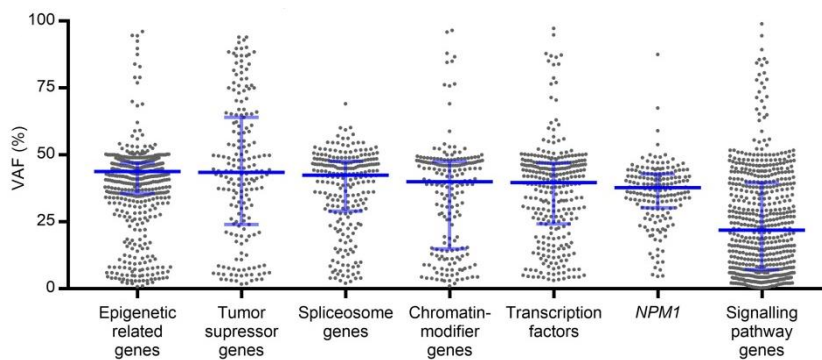 100
75
50
25
0
VAF (%)
Epigenetic
related
genes
Tumor
supressor
genes
Spliceosome
genes
Chromatin-
modifier
genes
Transcription
factors
NPM1
Signalling
pathway
genes